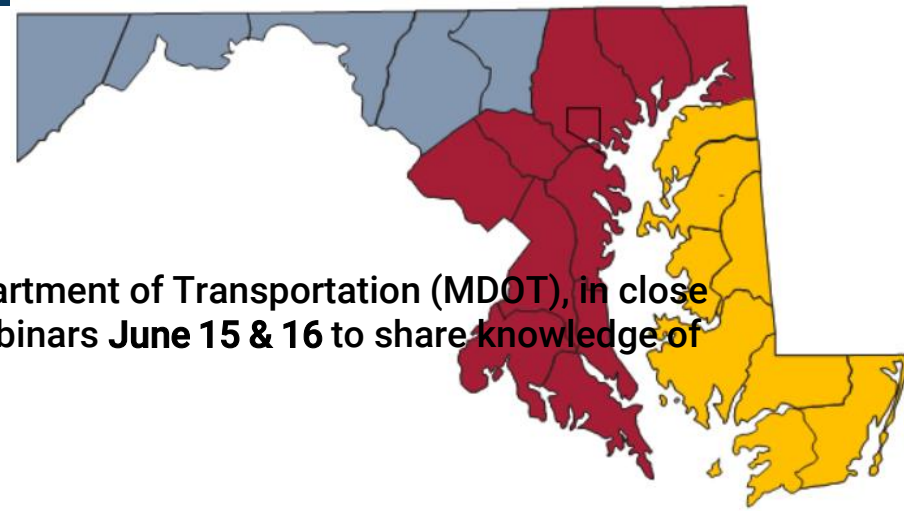 artment of Transportation (MDOT), in close
binars June 15 & 16 to share knowledge of